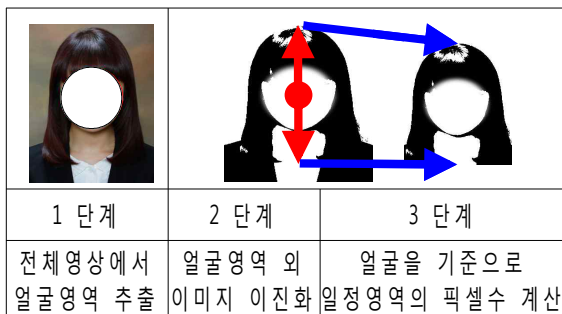 1 단계
2 단계
3 단계
전체영상에서
얼굴영역 추출
얼굴영역 외
이미지 이진화
얼굴을 기준으로
일정영역의 픽셀수 계산